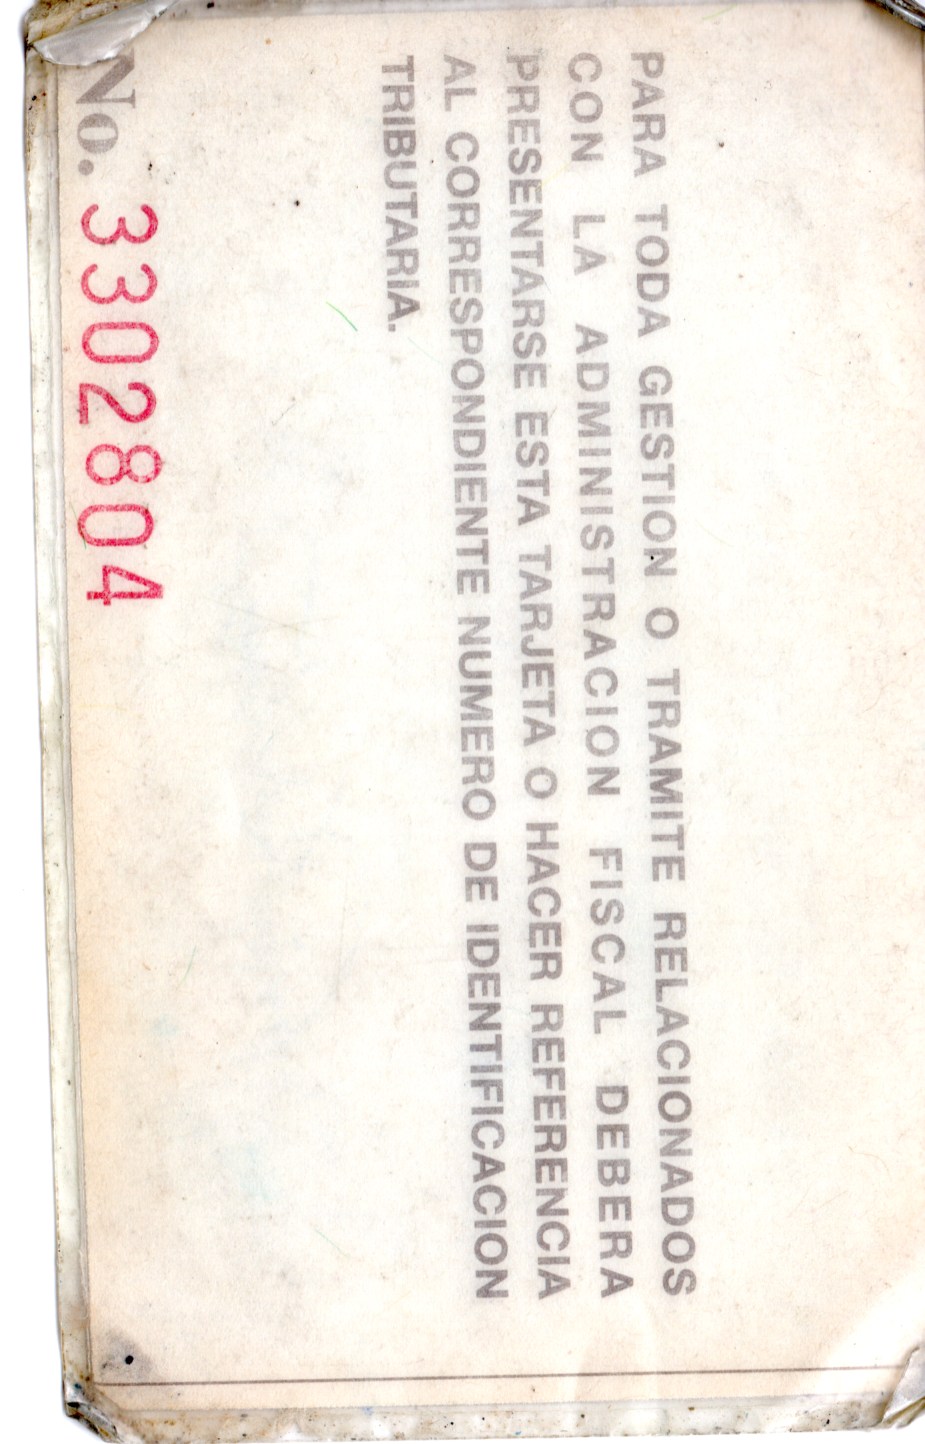 PARA TODA GESTION O TRAMITE RELACIONADOS
CON LA ADMINISTRACION FISCAL DEBERA
PRESENTARSE ESTA TARJETA O HACER REFERENCIA
AL CORRESPONDIENTE NUMERO DE IDENTIFICACION
TRIBUTARIA.
No. 3302804